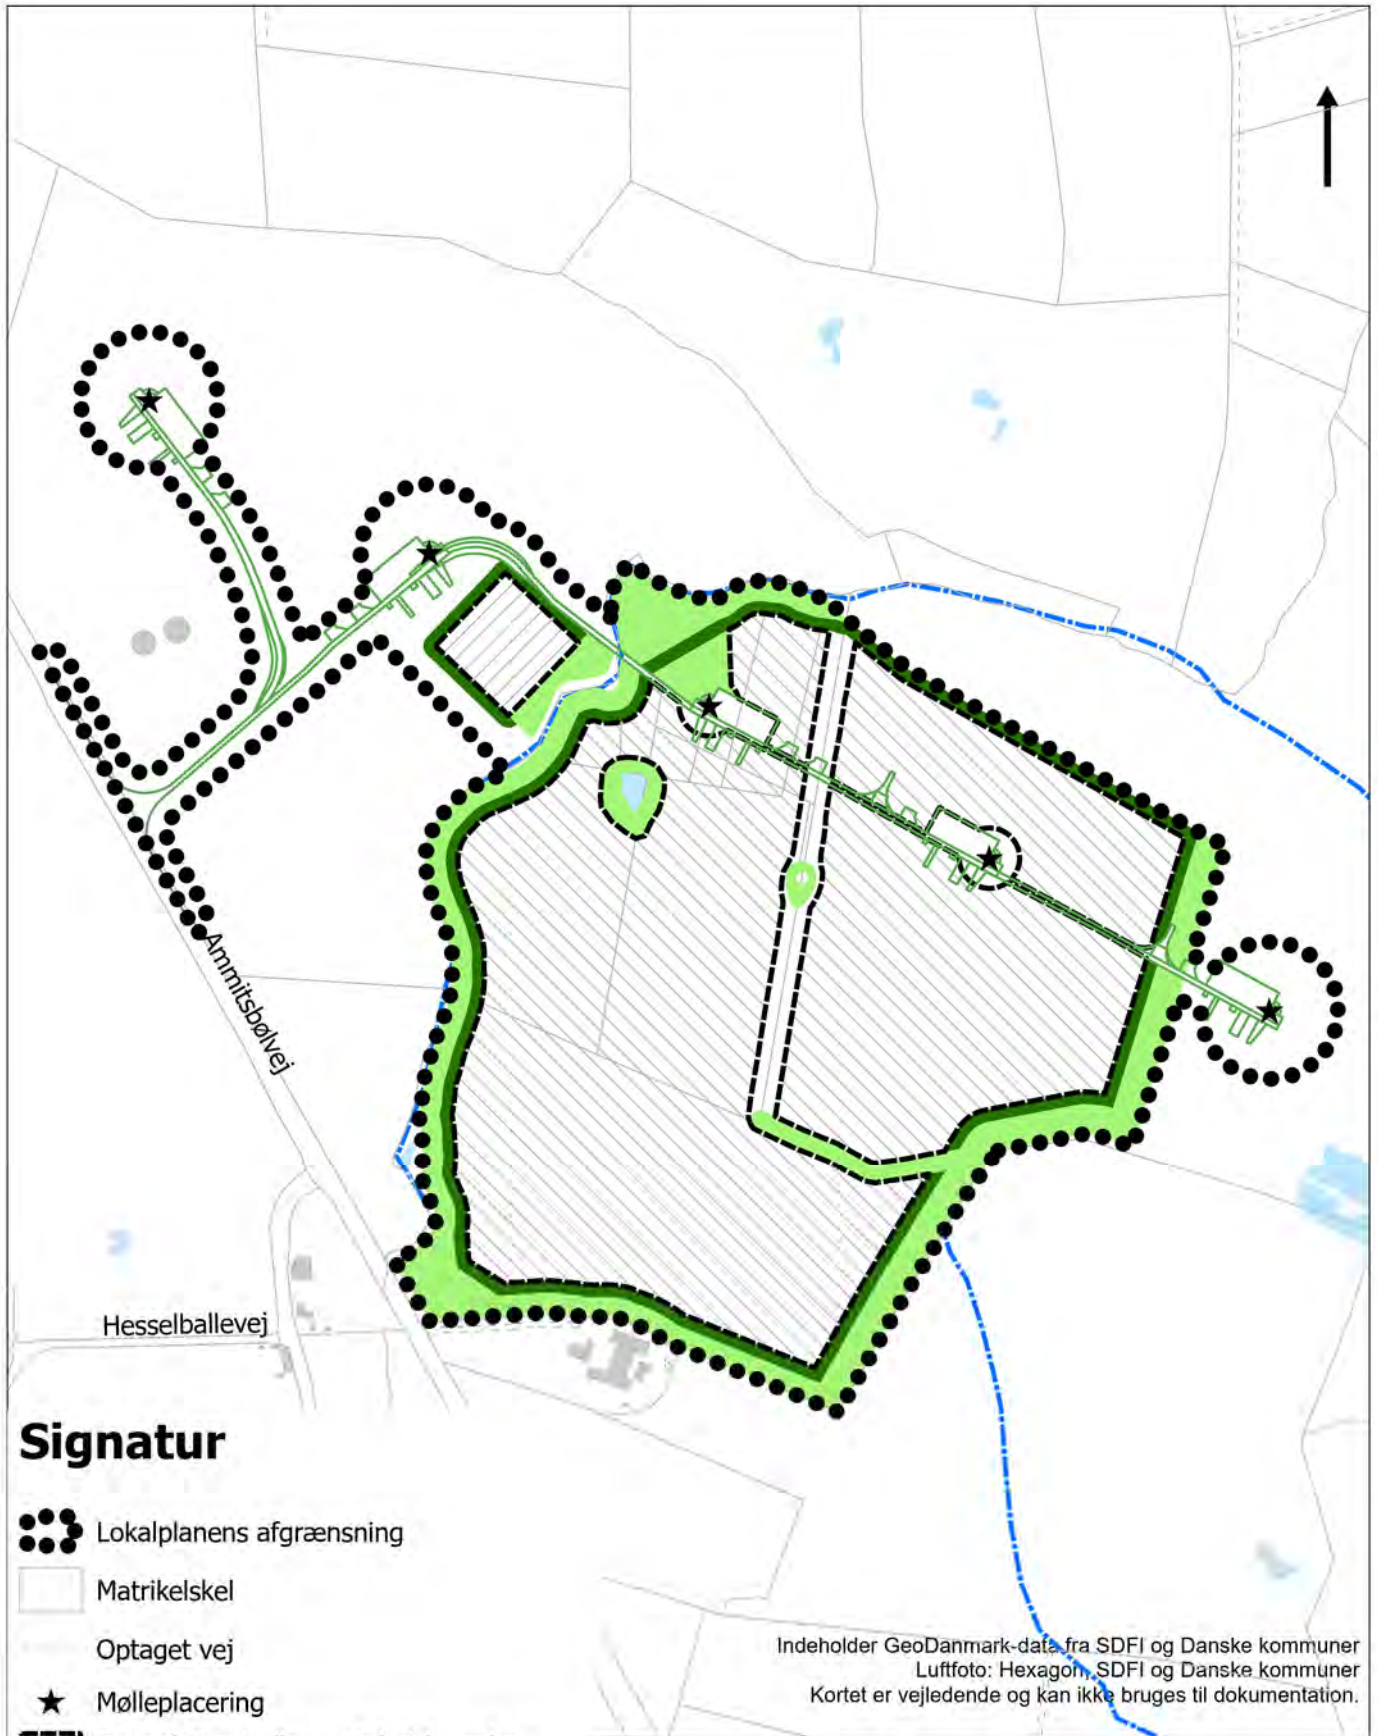 Ammitsbølvej
Hesselballevej
Signatur
Lokalplanens afgrænsning
Matrikelskel
Optaget vej
Mølleplacering
Indeholder GeoDanmark-data fra SDFI og Danske kommuner
Luftfoto: Hexagon, SDFI og Danske kommuner
Kortet er vejledende og kan ikke bruges til dokumentation.